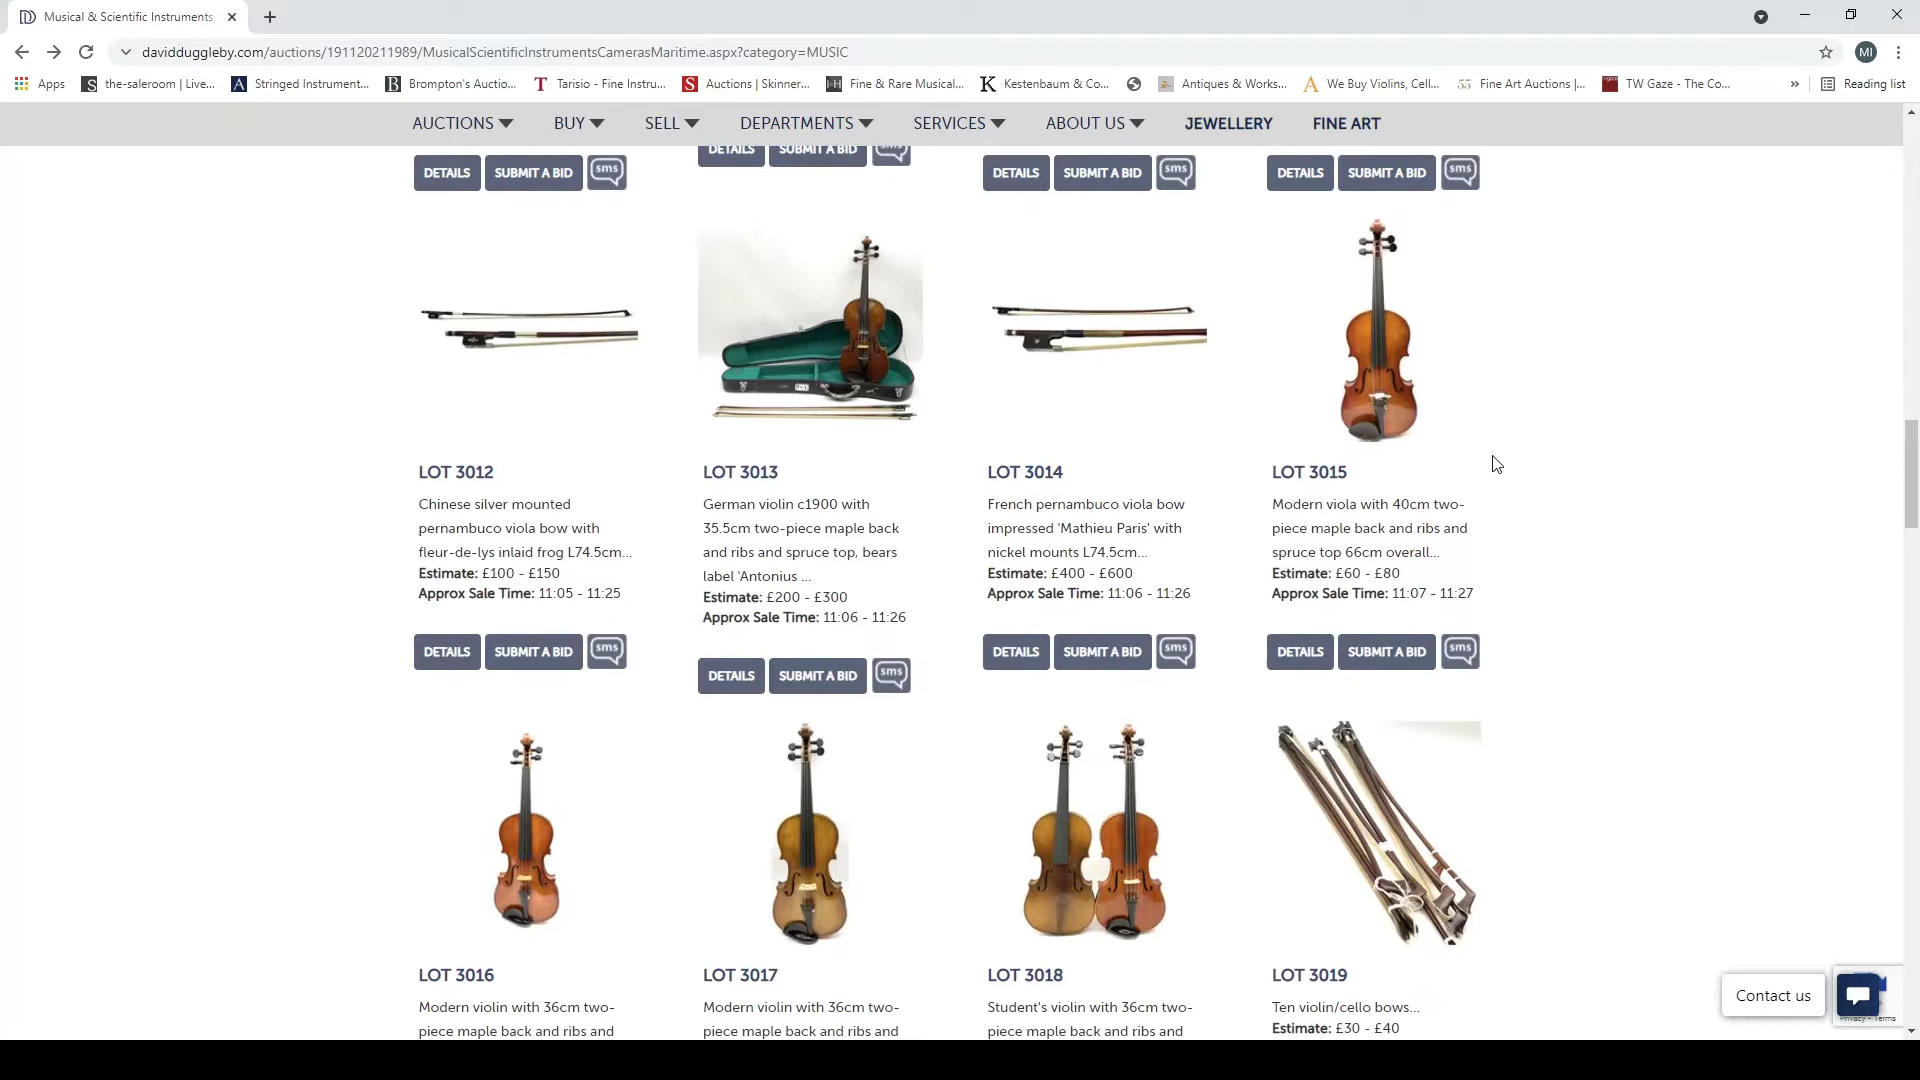 Musical & Scientific Instruments,
davidduggleby.com/auctions/191120211989/MusicalScientificInstrumentsCamerasMaritime.aspx?category=MUSIC
MI
Apps the-saleroom | Live... Stringed Instrument... Brompton's Auctio... Tarisio - Fine Instru... Auctions | Skinner... Fine & Rare Musical... Kestenbaum & Co... Antiques & Works... We Buy Violins, Cell... Fine Art Auctions |... TW Gaze - The Co... » Reading list
AUCTIONS BUY SELL DEPARTMENTS SERVICES ABOUT US JEWELLERY FINE ART
DETAILS SUBMIT A BID sms DETAILS SUBMIT A BID sms DETAILS SUBMIT A BID sms DETAILS SUBMIT A BID sms
LOT 3012
Chinese silver mounted
pernambuco viola bow with
fleur-de-lys inlaid frog L74.5cm...
Estimate: £100 - £150
Approx Sale Time: 11:05 - 11:25
DETAILS SUBMIT A BID sms
LOT 3013
German violin c1900 with
35.5cm two-piece maple back
and ribs and spruce top, bears
label 'Antonius ...
Estimate: £200 - £300
Approx Sale Time: 11:06 - 11:26
DETAILS SUBMIT A BID sms
LOT 3014
French pernambuco viola bow
impressed 'Mathieu Paris' with
nickel mounts L74.5cm...
Estimate: £400 - £600
Approx Sale Time: 11:06 - 11:26
DETAILS SUBMIT A BID sms
LOT 3015
Modern viola with 40cm two-
piece maple back and ribs and
spruce top 66cm overall...
Estimate: £60 - £80
Approx Sale Time: 11:07 - 11:27
DETAILS SUBMIT A BID sms
LOT 3016
Modern violin with 36cm two-
piece maple back and ribs and
LOT 3017
Modern violin with 36cm two-
piece maple back and ribs and
LOT 3018
Student's violin with 36cm two-
piece maple back and ribs and
LOT 3019
Ten violin/cello bows...
Estimate: £30 - £40
Contact us
Privacy - Terms